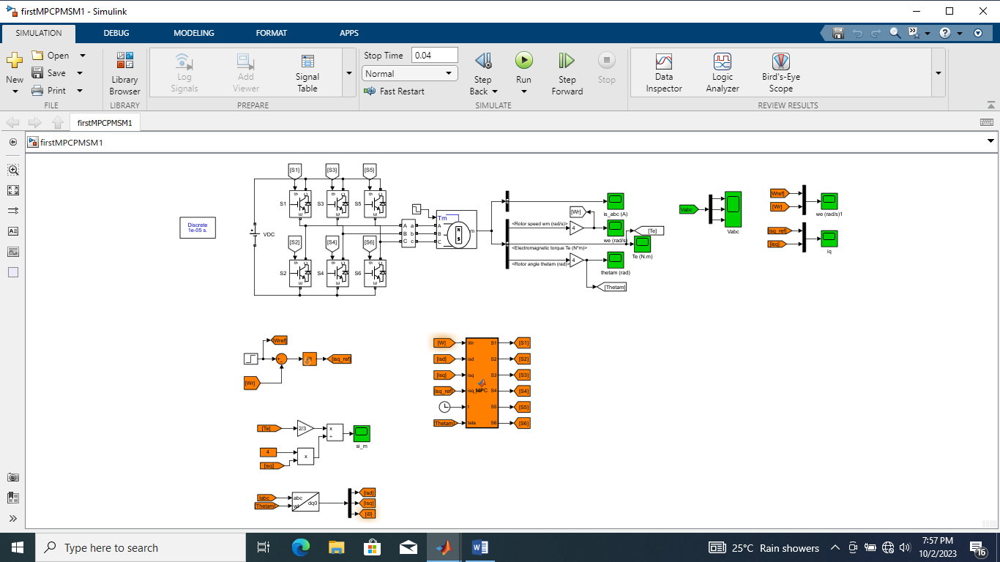 firstMPCPMSM1 - Simulink
SIMULATION DEBUG MODELING FORMAT APPS
New
Open
Save
Print
FILE
Library Browser
LIBRARY
Log Signals
Add Viewer
Signal Table
PREPARE
Stop Time 0.04
Normal
Fast Restart
Step Back
Run
Step Forward
Stop
SIMULATE
Data Inspector
Logic Analyzer
Bird's-Eye Scope
REVIEW RESULTS
firstMPCPMSM1
firstMPCPMSM1
Discrete
1e-05 s.
VDC
[S1] [S3] [S5]
S1 S3 S5
[S2] [S4] [S6]
S2 S4 S6
A a
B b
C c
Tm
A
B
C
N
S
m
is_abc (A)
[Wr]
<Rotor speed wm (rad/s)>
4
we (rad/s)
[Te]
<Electromagnetic torque Te (N*m)>
Te (N.m)
<Rotor angle thetam (rad)>
4
thetam (rad)
[Thetam]
Vabc
Vabc
[Wref]
[Wr]
we (rad/s)1
[isq_ref]
[isq]
iq
[Wref]
PI
[isq_ref]
[Wr]
[W] Wr S1 [S1]
[isd] isd S2 [S2]
[isq] isq S3 [S3]
[isq_ref] S4 [S4]
MPC
t S5 [S5]
[Thetam] teta S6 [S6]
[Te] 2/3 x
÷
si_m
4
[isq]
x
Iabc abc
[Thetam] wt
dq0
[isd]
[isq]
[i0]
Type here to search
25°C Rain showers
7:57 PM
10/2/2023
16